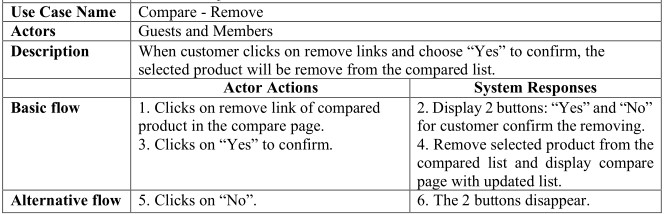 Use Case Name Compare - Remove
Actors Guests and Members
Description When customer clicks on remove links and choose “Yes” to confirm, the
selected product will be remove from the compared list.
Actor Actions System Responses
Basic flow 1. Clicks on remove link of compared
product in the compare page.
3. Clicks on “Yes” to confirm.
2. Display 2 buttons: “Yes” and “No”
for customer confirm the removing.
4. Remove selected product from the
compared list and display compare
page with updated list.
Alternative flow 5. Clicks on “No”. 6. The 2 buttons disappear.